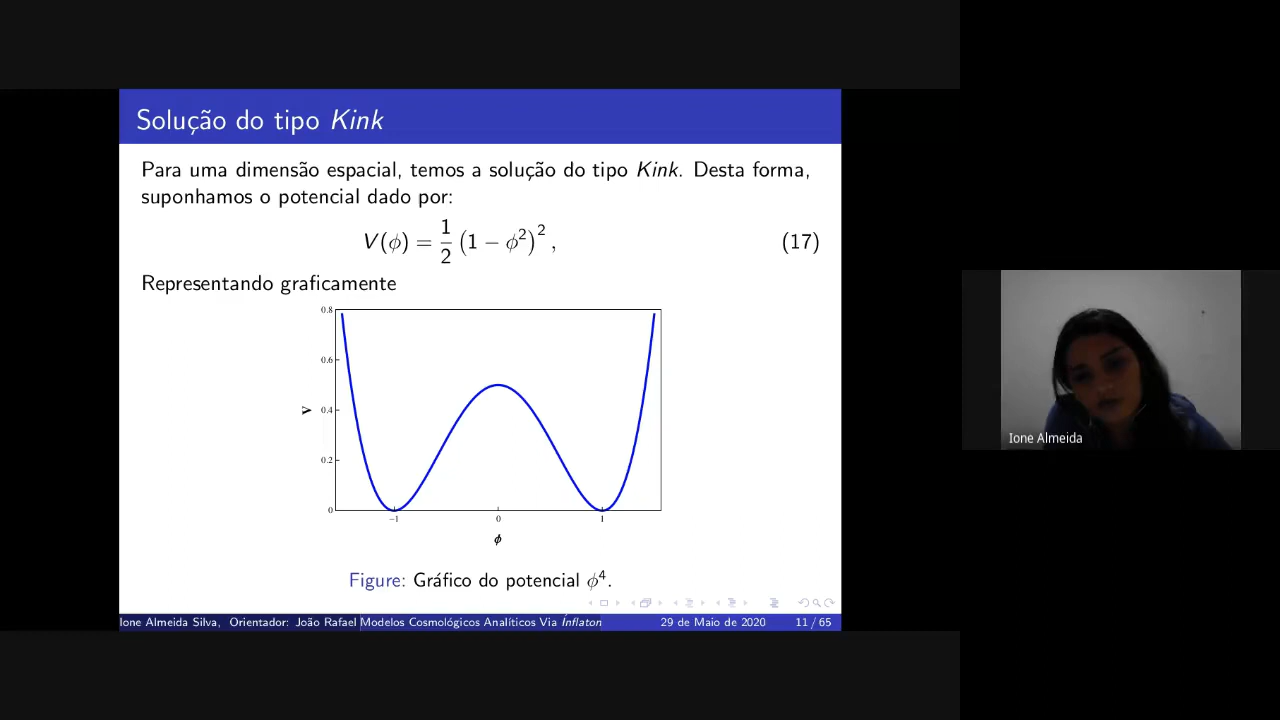 Solução do tipo Kink
Para uma dimensão espacial, temos a solução do tipo Kink. Desta forma,
suponhamos o potencial dado por:
V(ϕ) = 1/2 (1 − ϕ²)², (17)
Representando graficamente
0.8
0.6
V 0.4
0.2
0
−1 0 1
ϕ
Figure: Gráfico do potencial ϕ⁴.
Ione Almeida Silva, Orientador: João Rafael Modelos Cosmológicos Analíticos Via Ínflaton 29 de Maio de 2020 11 / 65
Ione Almeida